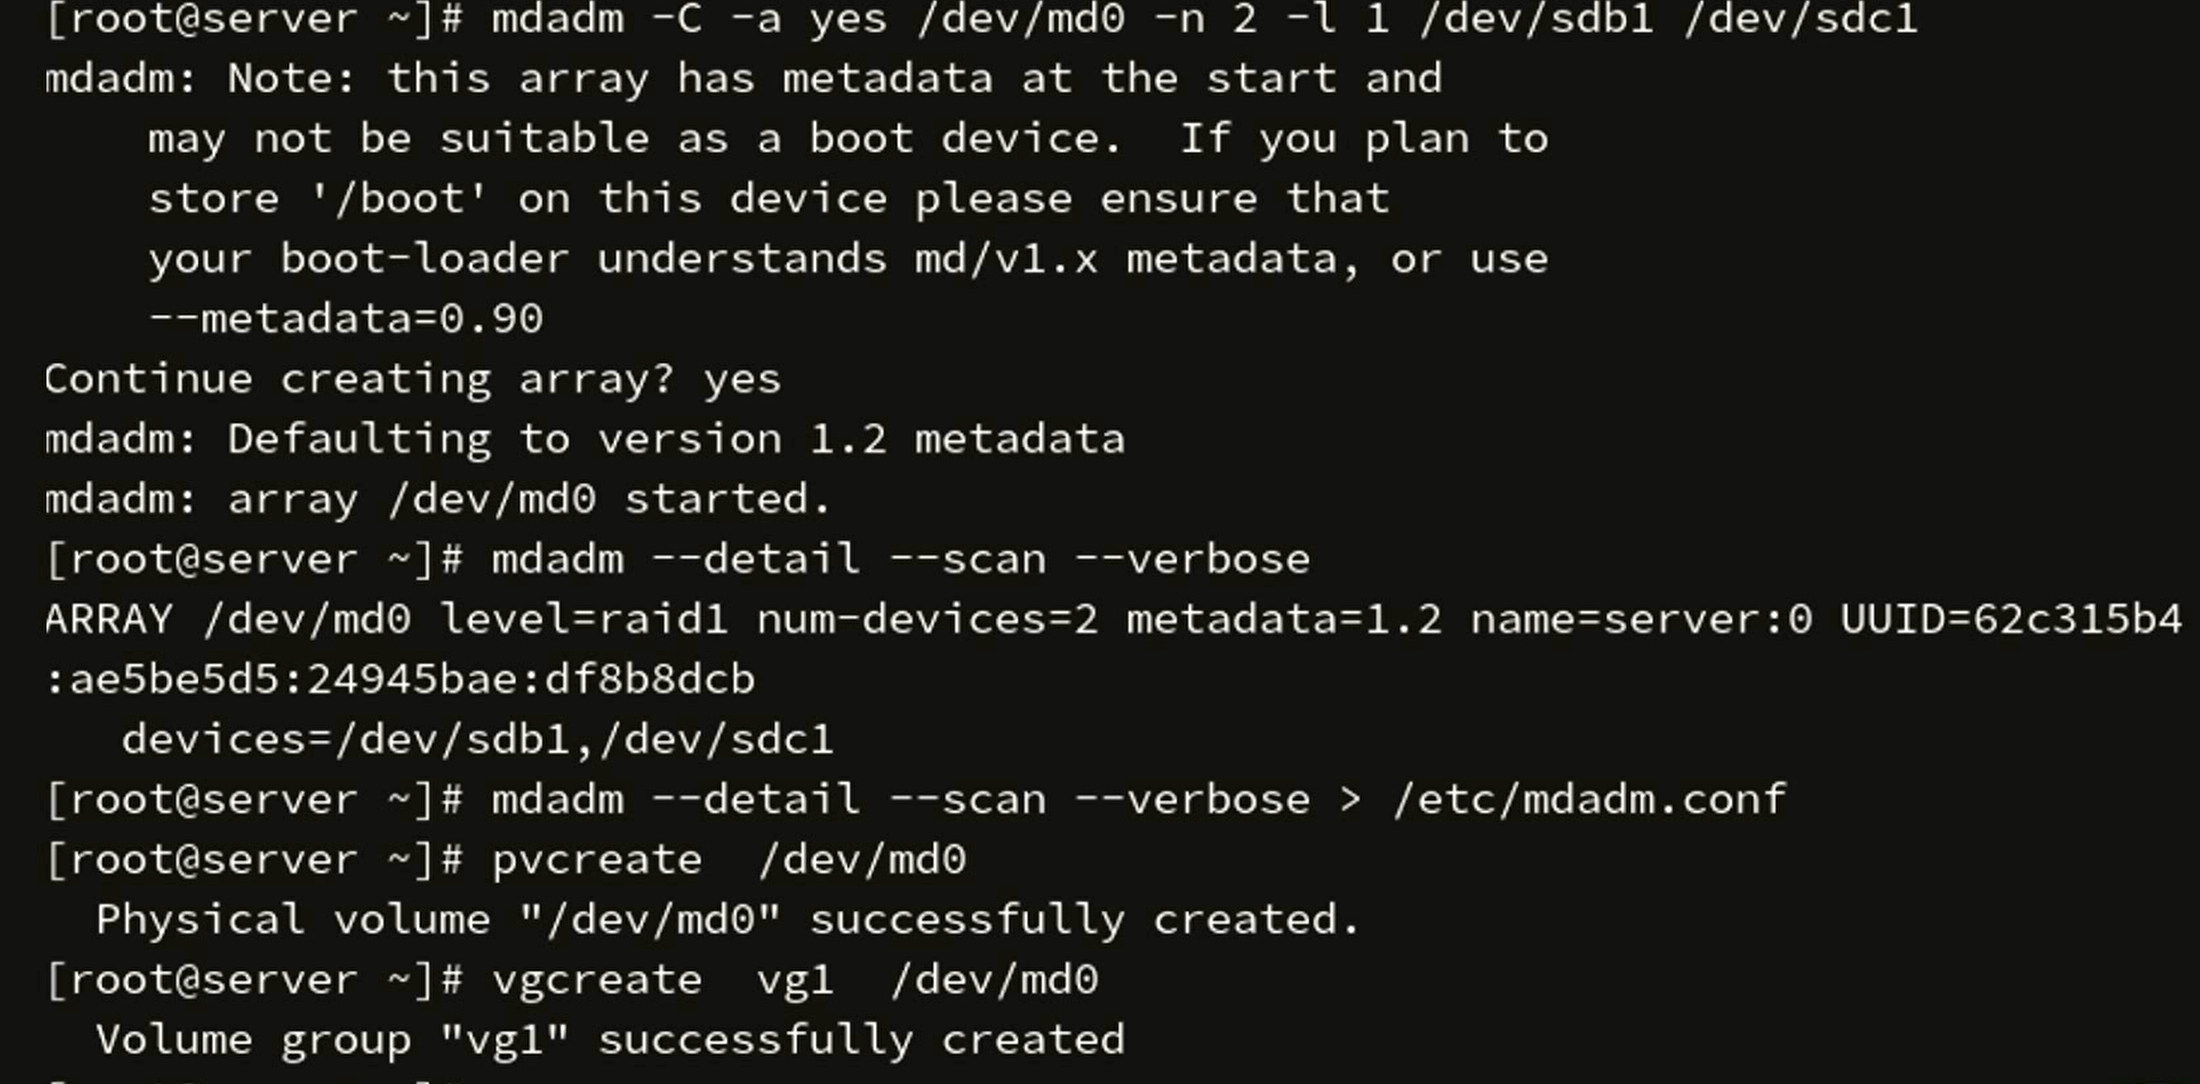 [root@server ~]# mdadm -C -a yes /dev/md0 -n 2 -l 1 /dev/sdb1 /dev/sdc1
mdadm: Note: this array has metadata at the start and
    may not be suitable as a boot device.  If you plan to
    store '/boot' on this device please ensure that
    your boot-loader understands md/v1.x metadata, or use
    --metadata=0.90
Continue creating array? yes
mdadm: Defaulting to version 1.2 metadata
mdadm: array /dev/md0 started.
[root@server ~]# mdadm --detail --scan --verbose
ARRAY /dev/md0 level=raid1 num-devices=2 metadata=1.2 name=server:0 UUID=62c315b4
:ae5be5d5:24945bae:df8b8dcb
   devices=/dev/sdb1,/dev/sdc1
[root@server ~]# mdadm --detail --scan --verbose > /etc/mdadm.conf
[root@server ~]# pvcreate  /dev/md0
  Physical volume "/dev/md0" successfully created.
[root@server ~]# vgcreate  vg1  /dev/md0
  Volume group "vg1" successfully created